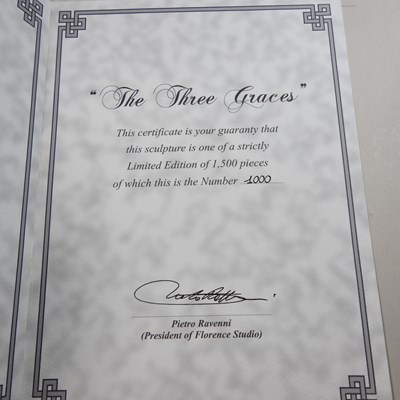 "The Three Graces"
This certificate is your guaranty that
this sculpture is one of a strictly
Limited Edition of 1,500 pieces
of which this is the Number 1000
Pietro Ravenni
(President of Florence Studio)